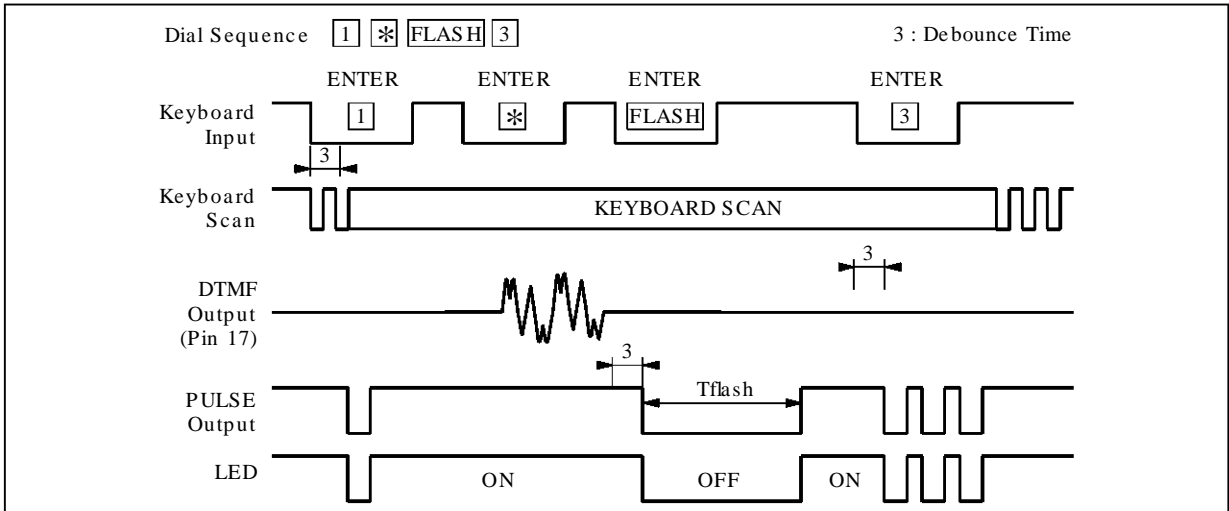 Dial Sequence 1 * FLASH 3
3 : Debounce Time
ENTER ENTER ENTER ENTER
Keyboard Input
1 * FLASH 3
3
Keyboard Scan
KEYBOARD SCAN
3
DTMF Output (Pin 17)
3
PULSE Output
Tflash
LED
ON OFF ON